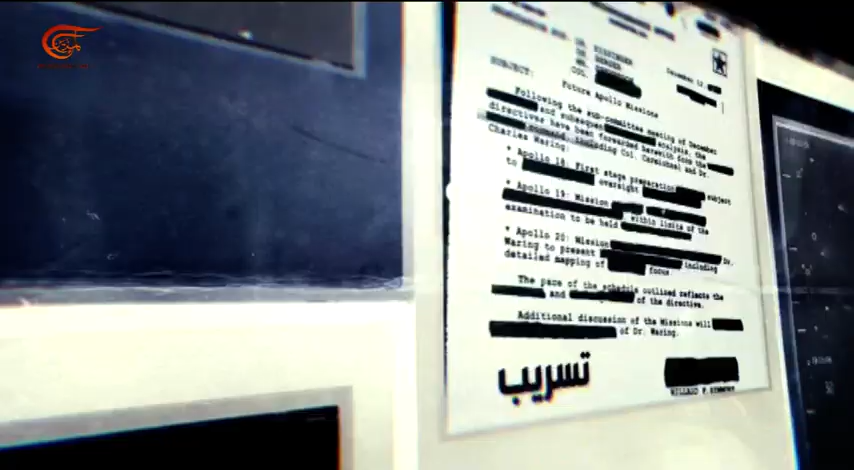 December 12,
SUBJECT:
Future Apollo Missions
Following the sub-committee meeting of December
and subsequent analysis, the
directives have been forwarded herewith from the
command, including Col. Carmichael and Dr.
Charles Waring:
* Apollo 18: First stage preparation subject
to oversight
* Apollo 19: Mission
within limits of the
examination to be held
* Apollo 20: Mission Dr.
Waring to present including
detailed mapping of focus
The pace of the schedule outlined reflects the
and of the directive.
Additional discussion of the Missions will
of Dr. Waring.
تسريب